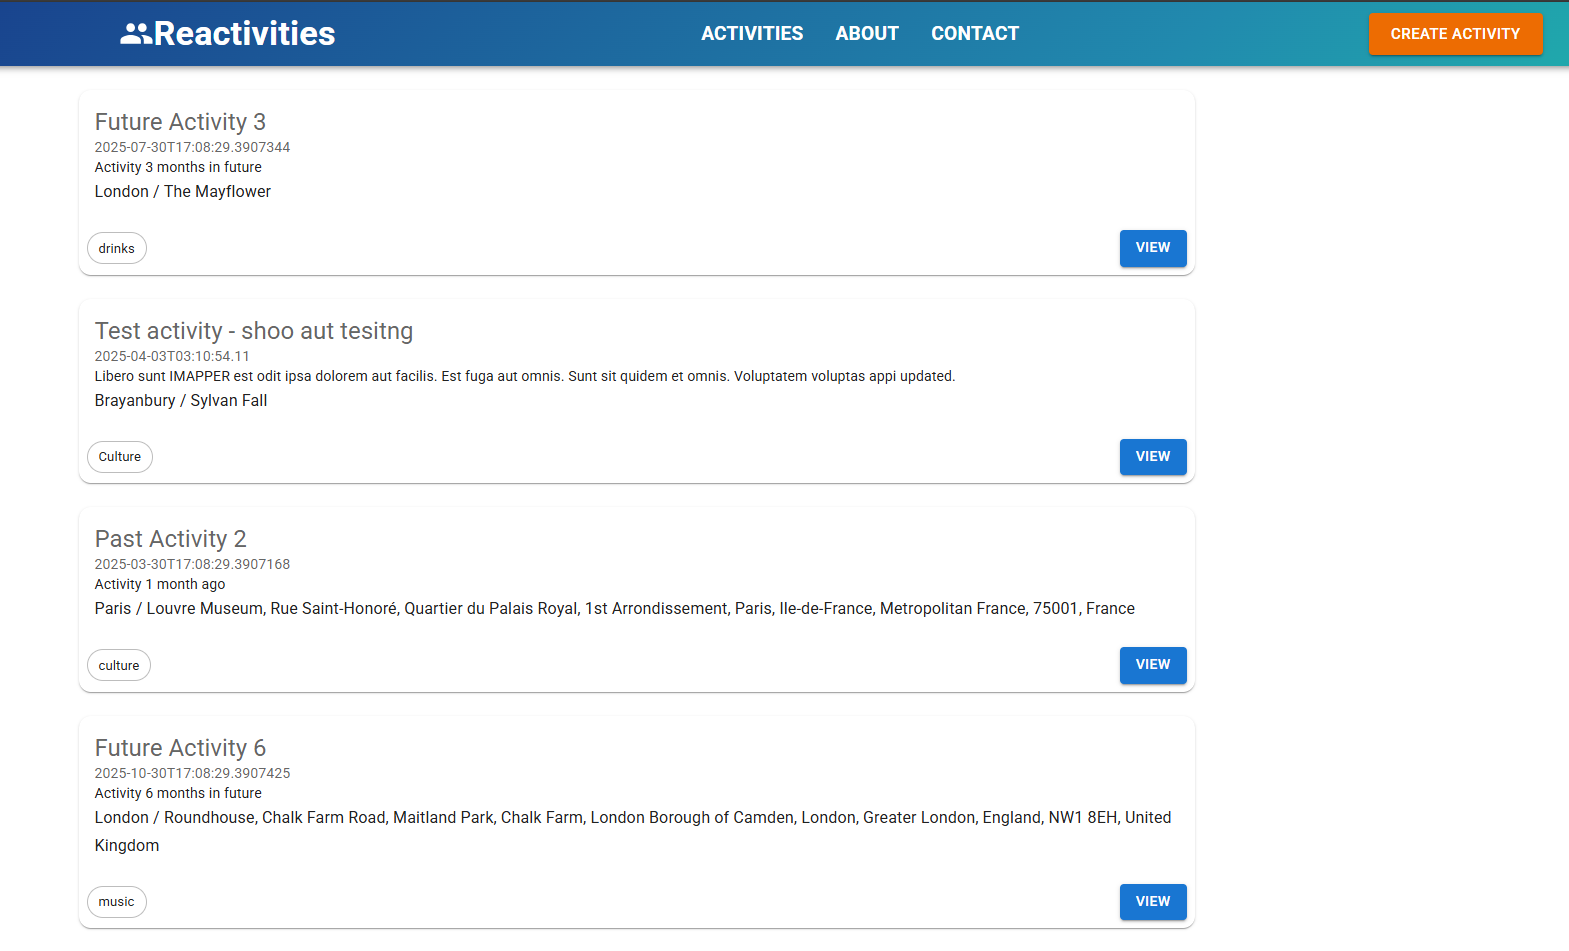 Reactivities
ACTIVITIES ABOUT CONTACT
CREATE ACTIVITY
Future Activity 3
2025-07-30T17:08:29.3907344
Activity 3 months in future
London / The Mayflower
drinks
VIEW
Test activity - shoo aut tesitng
2025-04-03T03:10:54.11
Libero sunt IMAPPER est odit ipsa dolorem aut facilis. Est fuga aut omnis. Sunt sit quidem et omnis. Voluptatem voluptas appi updated.
Brayanbury / Sylvan Fall
Culture
VIEW
Past Activity 2
2025-03-30T17:08:29.3907168
Activity 1 month ago
Paris / Louvre Museum, Rue Saint-Honoré, Quartier du Palais Royal, 1st Arrondissement, Paris, Ile-de-France, Metropolitan France, 75001, France
culture
VIEW
Future Activity 6
2025-10-30T17:08:29.3907425
Activity 6 months in future
London / Roundhouse, Chalk Farm Road, Maitland Park, Chalk Farm, London Borough of Camden, London, Greater London, England, NW1 8EH, United
Kingdom
music
VIEW